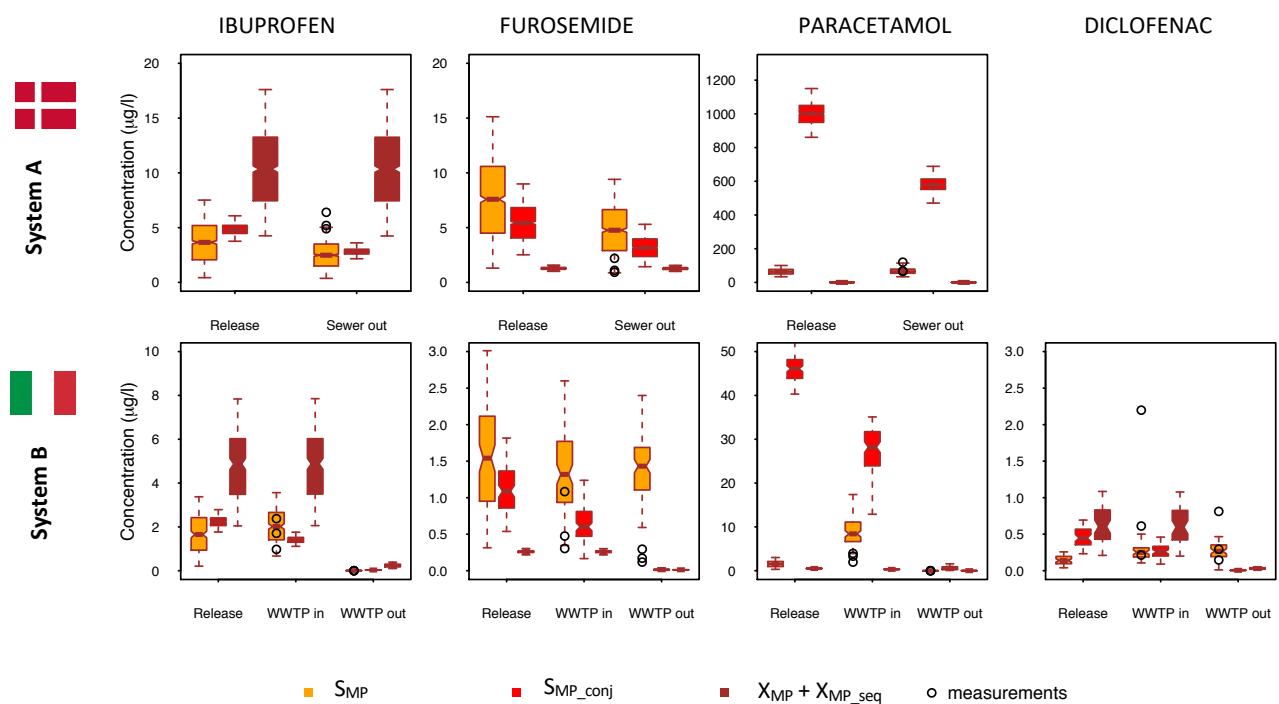 IBUPROFEN FUROSEMIDE PARACETAMOL DICLOFENAC
System A
Concentration (μg/l)
20 15 10 5 0
20 15 10 5 0
1200 1000 800 600 400 200 0
Release Sewer out Release Sewer out Release Sewer out
System B
Concentration (μg/l)
10 8 6 4 2 0
3.0 2.5 2.0 1.5 1.0 0.5 0.0
50 40 30 20 10 0
3.0 2.5 2.0 1.5 1.0 0.5 0.0
Release WWTP in WWTP out Release WWTP in WWTP out Release WWTP in WWTP out Release WWTP in WWTP out
SMP SMP_conj XMP + XMP_seq measurements